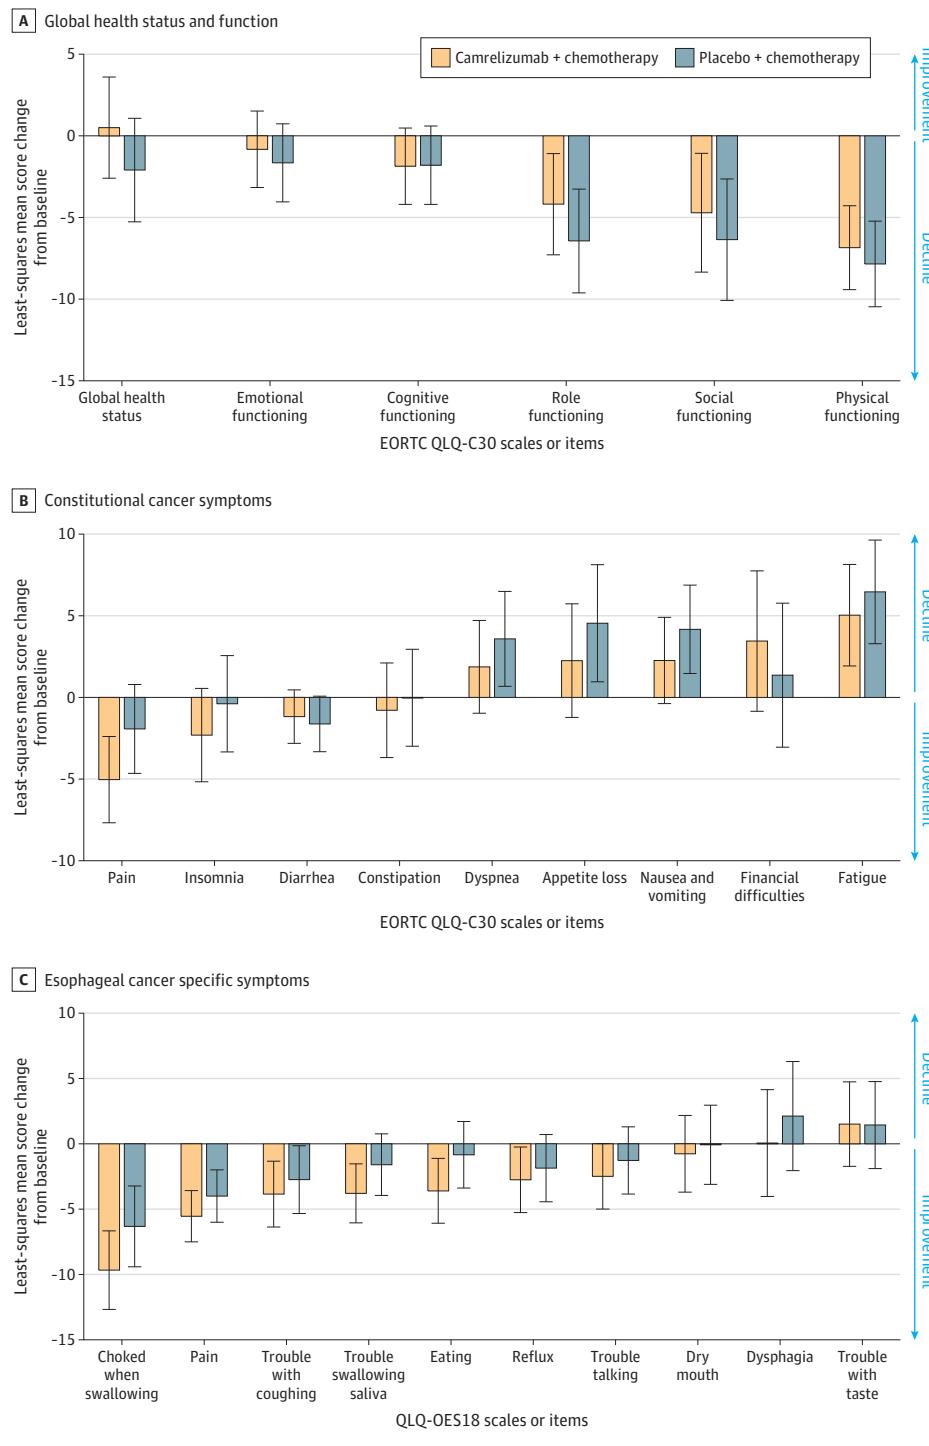 A Global health status and function
Camrelizumab + chemotherapy Placebo + chemotherapy
Least-squares mean score change
from baseline
5
0
-5
-10
-15
Improvement
Decline
Global health
status
Emotional
functioning
Cognitive
functioning
Role
functioning
Social
functioning
Physical
functioning
EORTC QLQ-C30 scales or items
B Constitutional cancer symptoms
Least-squares mean score change
from baseline
10
5
0
-5
-10
Decline
Improvement
Pain
Insomnia
Diarrhea
Constipation
Dyspnea
Appetite loss
Nausea and
vomiting
Financial
difficulties
Fatigue
EORTC QLQ-C30 scales or items
C Esophageal cancer specific symptoms
Least-squares mean score change
from baseline
10
5
0
-5
-10
-15
Decline
Improvement
Choked
when
swallowing
Pain
Trouble
with
coughing
Trouble
swallowing
saliva
Eating
Reflux
Trouble
talking
Dry
mouth
Dysphagia
Trouble
with
taste
QLQ-OES18 scales or items